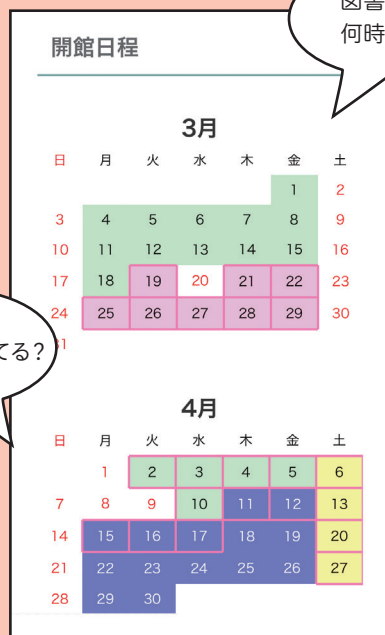 図書
何時
開館日程
3月
日 月 火 水 木 金 土
1 2
3 4 5 6 7 8 9
10 11 12 13 14 15 16
17 18 19 20 21 22 23
24 25 26 27 28 29 30
31
てる?
4月
日 月 火 水 木 金 土
1 2 3 4 5 6
7 8 9 10 11 12 13
14 15 16 17 18 19 20
21 22 23 24 25 26 27
28 29 30